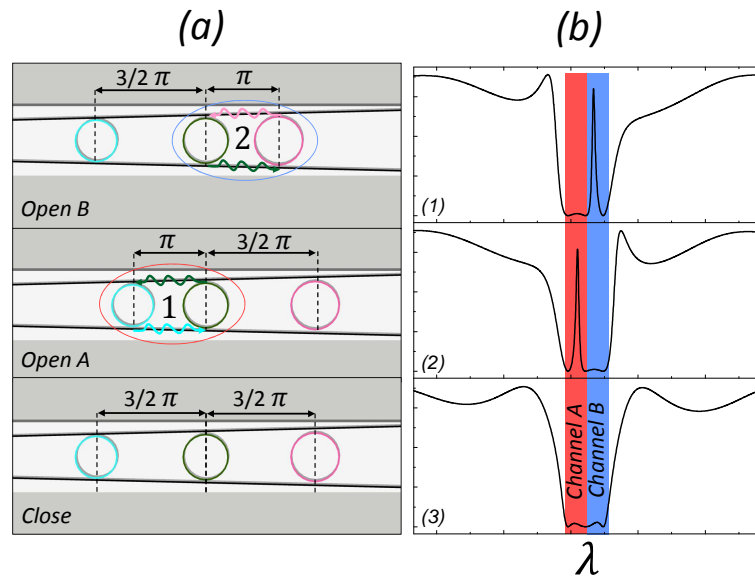 (a)
3/2 π
π
2
Open B
π
3/2 π
1
Open A
3/2 π
3/2 π
Close
(b)
(1)
(2)
Channel A
Channel B
(3)
λ